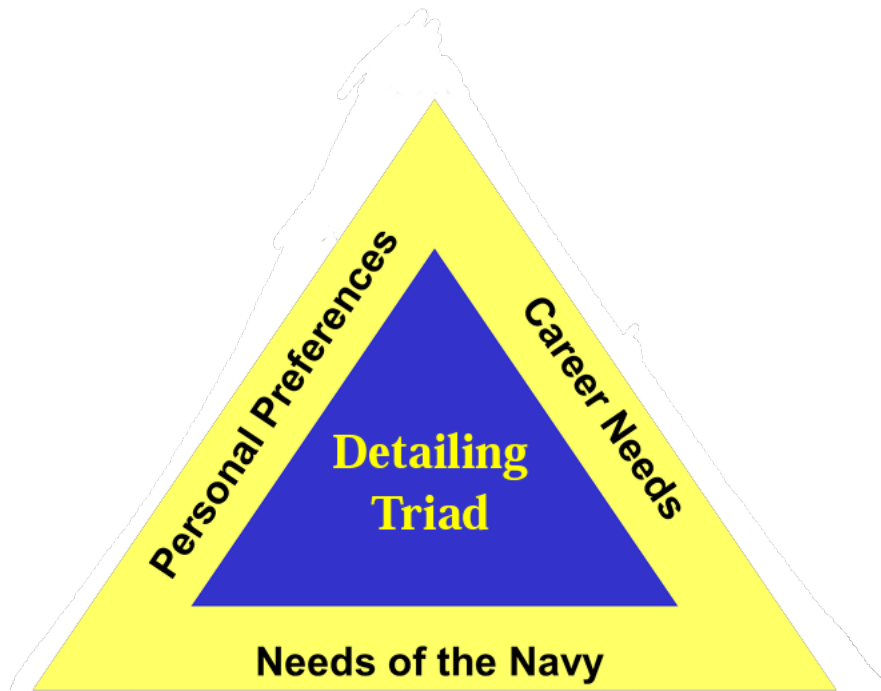 Personal Preferences
Career Needs
Detailing
Triad
Needs of the Navy